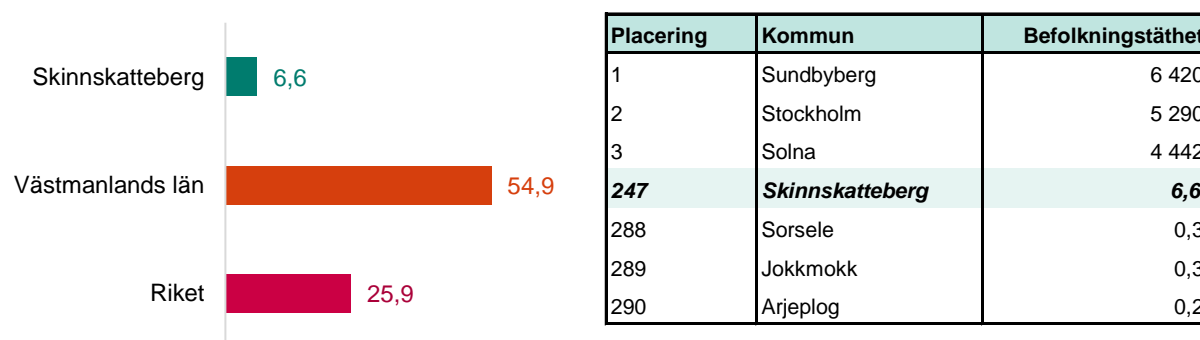 Skinnskatteberg 6,6
Västmanlands län 54,9
Riket 25,9
Placering Kommun Befolkningstäthet
1 Sundbyberg 6 420
2 Stockholm 5 290
3 Solna 4 442
247 Skinnskatteberg 6,6
288 Sorsele 0,3
289 Jokkmokk 0,3
290 Arjeplog 0,2